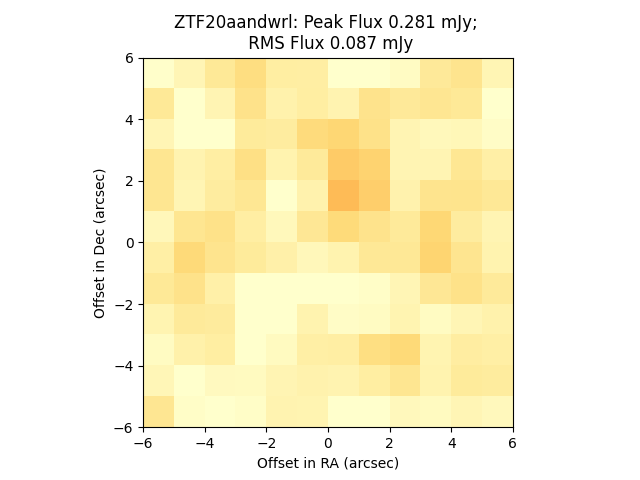 ZTF20aandwrl: Peak Flux 0.281 mJy;
RMS Flux 0.087 mJy
6
4
2
0
−2
−4
−6
Offset in Dec (arcsec)
−6 −4 −2 0 2 4 6
Offset in RA (arcsec)